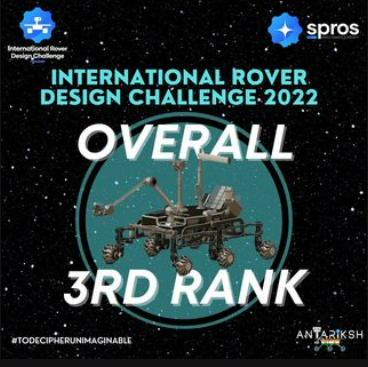 International Rover
Design Challenge
spros
INTERNATIONAL ROVER
DESIGN CHALLENGE 2022
OVERALL
3RD RANK
#TODECIPHERUNIMAGINABLE
ANTARIKSH